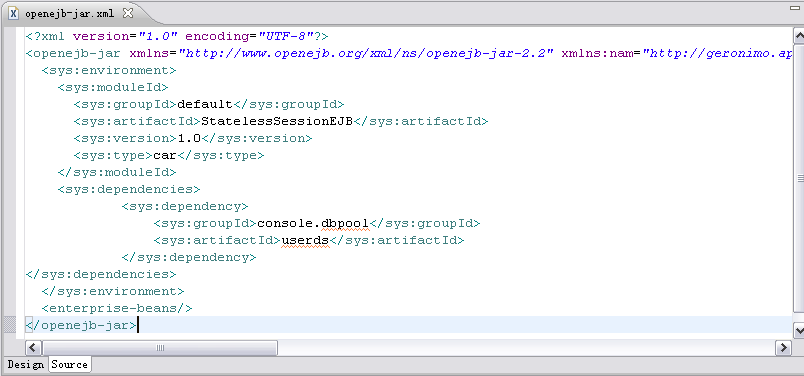 openejb-jar.xml
<?xml version="1.0" encoding="UTF-8"?>
<openejb-jar xmlns="http://www.openejb.org/xml/ns/openejb-jar-2.2" xmlns:nam="http://geronimo.ap
<sys:environment>
<sys:moduleId>
<sys:groupId>default</sys:groupId>
<sys:artifactId>StatelessSessionEJB</sys:artifactId>
<sys:version>1.0</sys:version>
<sys:type>car</sys:type>
</sys:moduleId>
<sys:dependencies>
<sys:dependency>
<sys:groupId>console.dbpool</sys:groupId>
<sys:artifactId>userds</sys:artifactId>
</sys:dependency>
</sys:dependencies>
</sys:environment>
<enterprise-beans/>
</openejb-jar>
Design Source